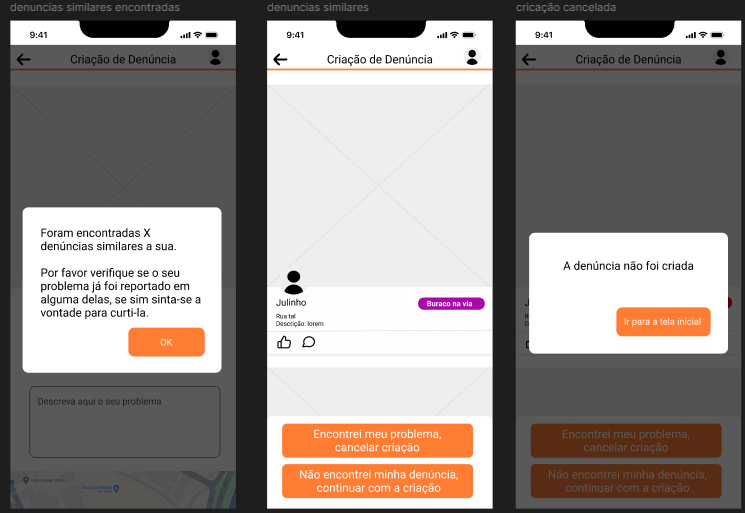 denuncias similares encontradas
9:41
Criação de Denúncia
Foram encontradas X
denúncias similares a sua.
Por favor verifique se o seu
problema já foi reportado em
alguma delas, se sim sinta-se a
vontade para curti-la.
OK
Descreva aqui o seu problema
denuncias similares
9:41
Criação de Denúncia
Julinho
Buraco na via
Rua tal
Descrição: lorem
Encontrei meu problema,
cancelar criação
Não encontrei minha denúncia,
continuar com a criação
cricação cancelada
9:41
Criação de Denúncia
A denúncia não foi criada
Ir para a tela inicial
Encontrei meu problema,
cancelar criação
Não encontrei minha denúncia,
continuar com a criação